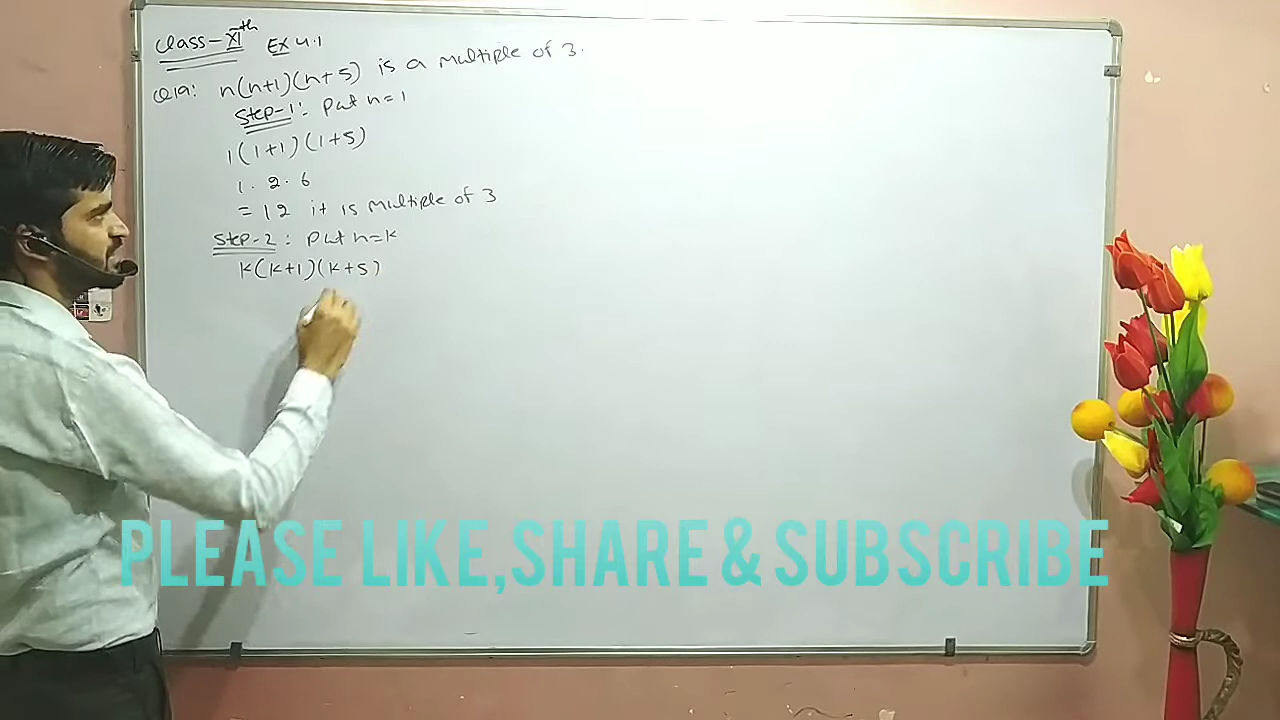 Class-XIth Ex 4.1
Q19: n(n+1)(n+5) is a multiple of 3.
Step-1: Put n=1
1(1+1)(1+5)
1.2.6
=12 it is multiple of 3
Step-2: Put n=k
k(k+1)(k+5)
PLEASE LIKE,SHARE & SUBSCRIBE